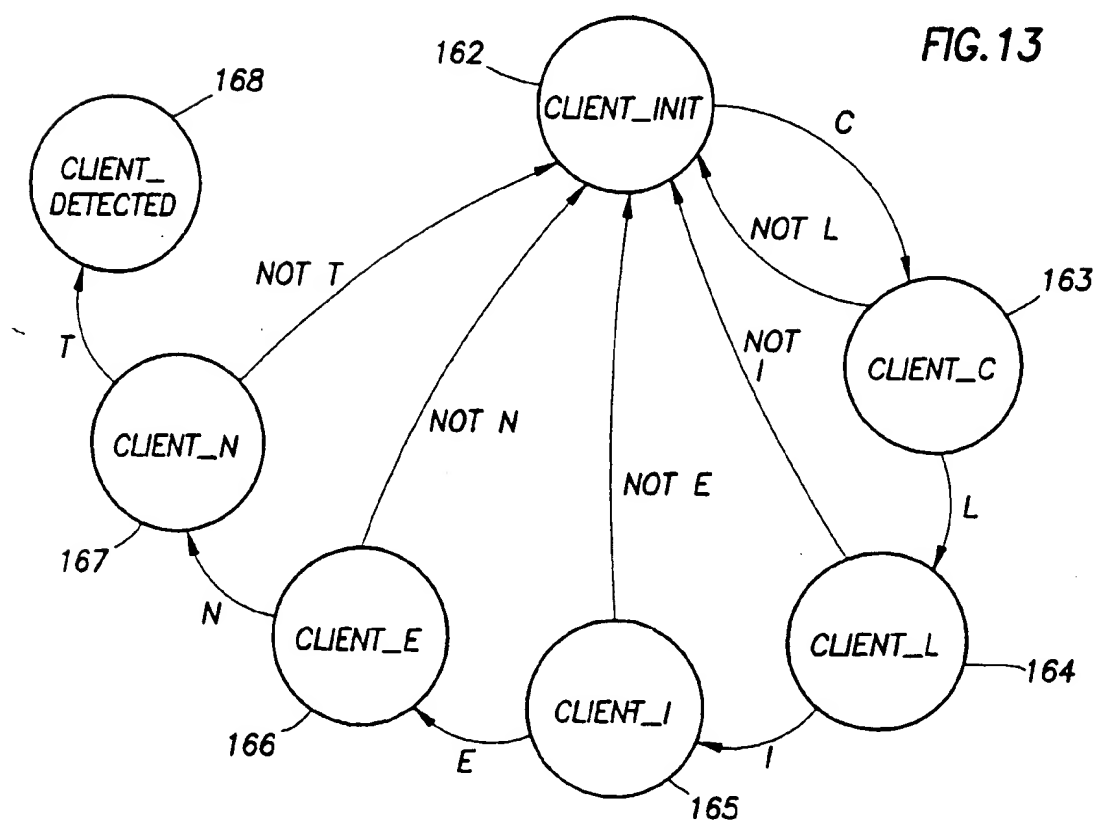 FIG.13
162
CLIENT_INIT
C
168
CLIENT_
DETECTED
NOT L
163
NOT T
CLIENT_C
T
NOT
I
CLIENT_N
NOT N
NOT E
L
167
N
CLIENT_E
CLIENT_L
164
CLIENT_I
166
E
I
165